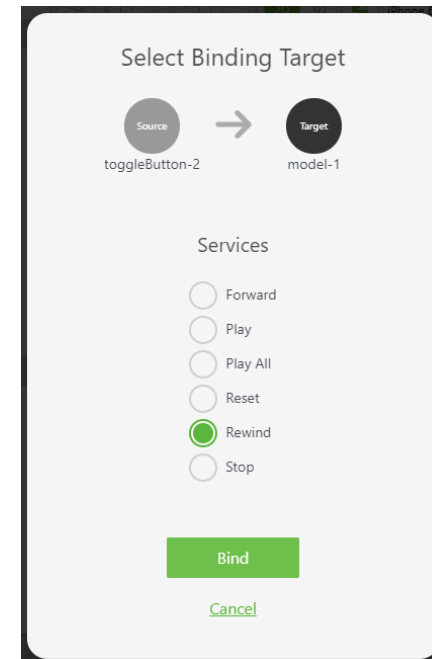 Select Binding Target
Source
Target
toggleButton-2
model-1
Services
Forward
Play
Play All
Reset
Rewind
Stop
Bind
Cancel